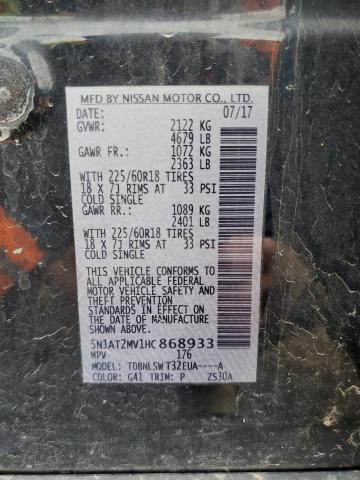 MFD BY NISSAN MOTOR CO., LTD.
DATE: 07/17
GVWR: 2122 KG
4679 LB
GAWR FR.: 1072 KG
2363 LB
WITH 225/60R18 TIRES
18 X 7J RIMS AT 33 PSI
COLD SINGLE
GAWR RR.: 1089 KG
2401 LB
WITH 225/60R18 TIRES
18 X 7J RIMS AT 33 PSI
COLD SINGLE
THIS VEHICLE CONFORMS TO
ALL APPLICABLE FEDERAL
MOTOR VEHICLE SAFETY
AND THEFT PREVENTION
STANDARDS IN EFFECT ON
THE DATE OF MANUFACTURE
SHOWN ABOVE.
5N1AT2MV1HC868933
MPV 176
MODEL: TDBNLSWT32EUA----A
COLOR: G41 TRIM: P ZS30A